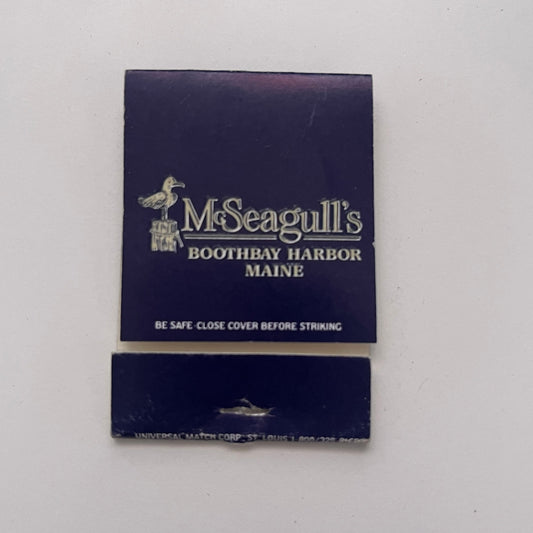 McSeagull's
BOOTHBAY HARBOR
MAINE
BE SAFE-CLOSE COVER BEFORE STRIKING
UNIVERSAL MATCH CORP., ST. LOUIS